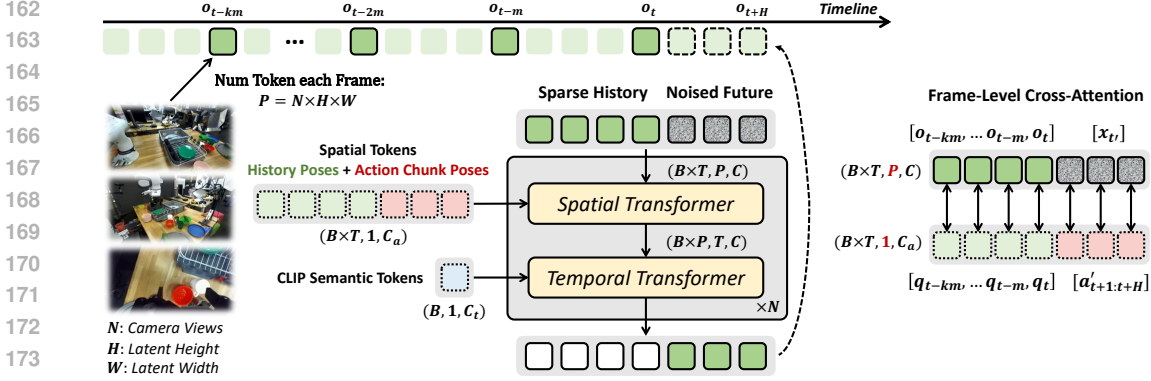 162
163
164
165
166
167
168
169
170
171
172
173
o_{t-km} o_{t-2m} o_{t-m} o_t o_{t+H} Timeline
...
Num Token each Frame:
P = N×H×W
Sparse History Noised Future
Frame-Level Cross-Attention
[o_{t-km}, ... o_{t-m}, o_t] [x_{t'}]
Spatial Tokens
History Poses + Action Chunk Poses
(B×T, P, C)
(B×T, P, C)
Spatial Transformer
(B×T, 1, C_a)
(B×P, T, C)
(B×T, 1, C_a)
CLIP Semantic Tokens
Temporal Transformer
[q_{t-km}, ... q_{t-m}, q_t] [a'_{t+1:t+H}]
(B, 1, C_t)
×N
N: Camera Views
H: Latent Height
W: Latent Width